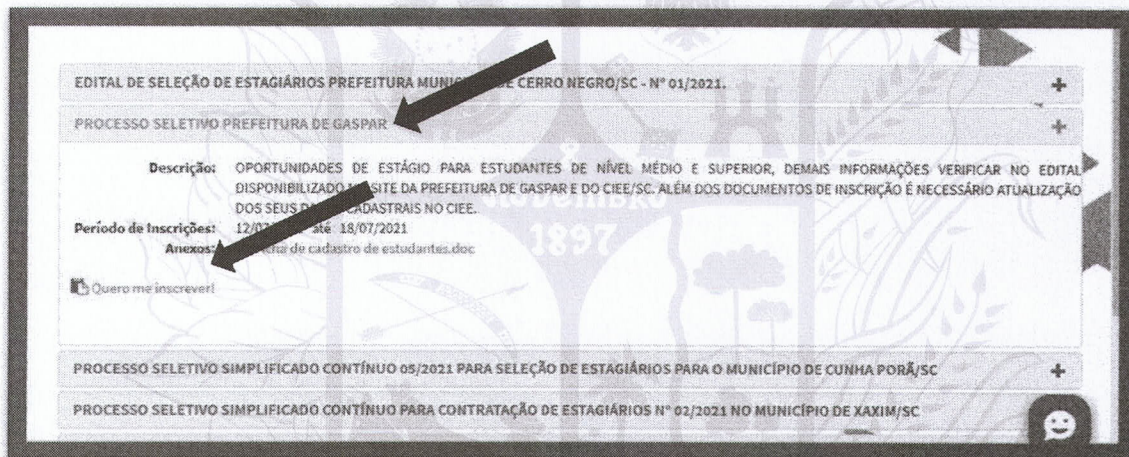 EDITAL DE SELEÇÃO DE ESTAGIÁRIOS PREFEITURA CERRO NEGRO/SC - Nº 01/2021.
PROCESSO SELETIVO PREFEITURA DE GASPAR
Descrição: OPORTUNIDADES DE ESTÁGIO PARA ESTUDANTES DE NÍVEL MÉDIO E SUPERIOR, DEMAIS INFORMAÇÕES VERIFICAR NO EDITAL
DISPONIBILIZADO SITE DA PREFEITURA DE GASPAR E DO CIEE/SC. ALÉM DOS DOCUMENTOS DE INSCRIÇÃO É NECESSÁRIO ATUALIZAÇÃO
DOS SEUS CADASTRAIS NO CIEE.
Período de Inscrições: até 18/07/2021
Anexos: de cadastro de estudantes.doc
Quero me inscrever!
1897
PROCESSO SELETIVO SIMPLIFICADO CONTÍNUO 05/2021 PARA SELEÇÃO DE ESTAGIÁRIOS PARA O MUNICÍPIO DE CUNHA PORÃ/SC
PROCESSO SELETIVO SIMPLIFICADO CONTÍNUO PARA CONTRATAÇÃO DE ESTAGIÁRIOS Nº 02/2021 NO MUNICÍPIO DE XAXIM/SC